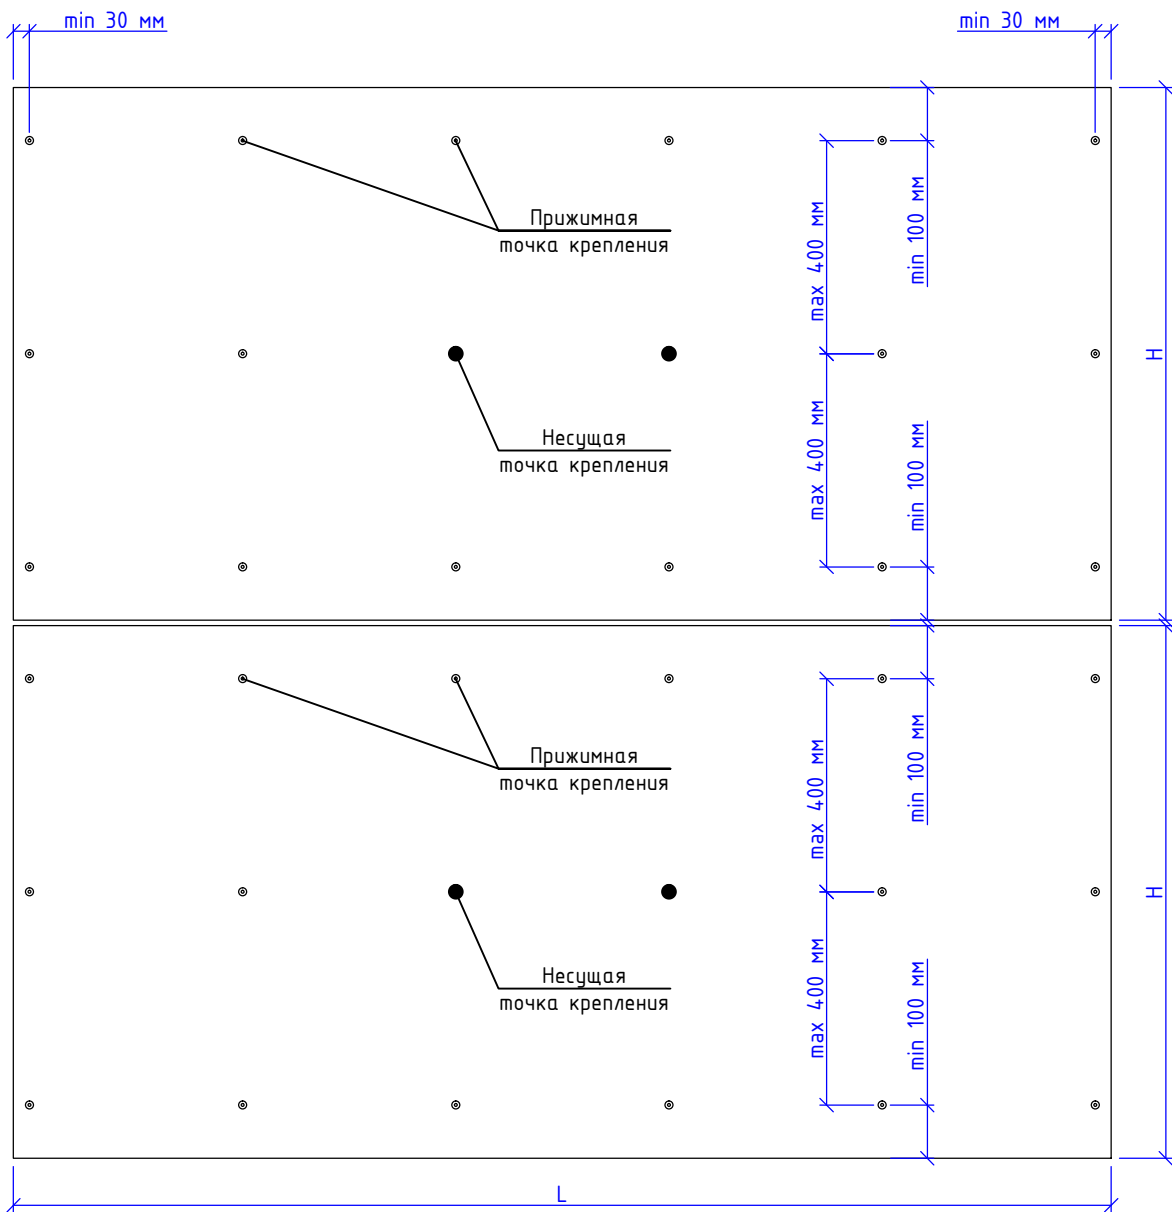 min 30 мм
min 30 мм
Прижимная
точка крепления
max 400 мм
min 100 мм
H
Несущая
точка крепления
max 400 мм
min 100 мм
Прижимная
точка крепления
max 400 мм
min 100 мм
H
Несущая
точка крепления
max 400 мм
min 100 мм
L